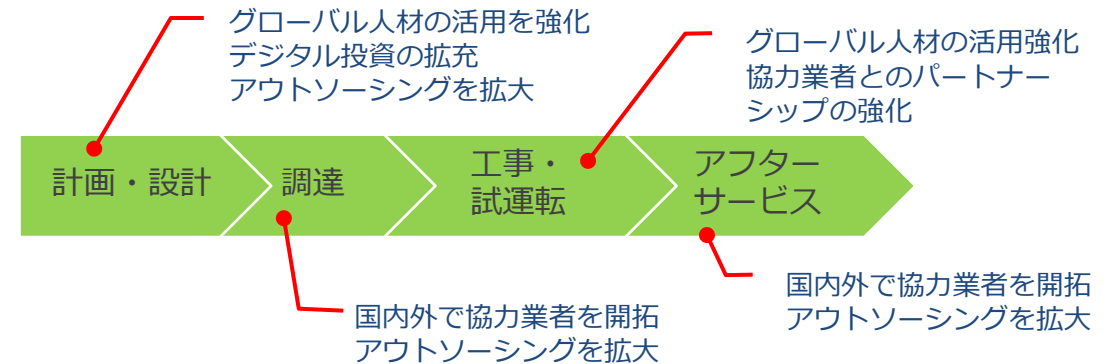 グローバル人材の活用を強化
デジタル投資の拡充
アウトソーシングを拡大
グローバル人材の活用強化
協力業者とのパートナー
シップの強化
計画・設計
調達
工事・
試運転
アフター
サービス
国内外で協力業者を開拓
アウトソーシングを拡大
国内外で協力業者を開拓
アウトソーシングを拡大